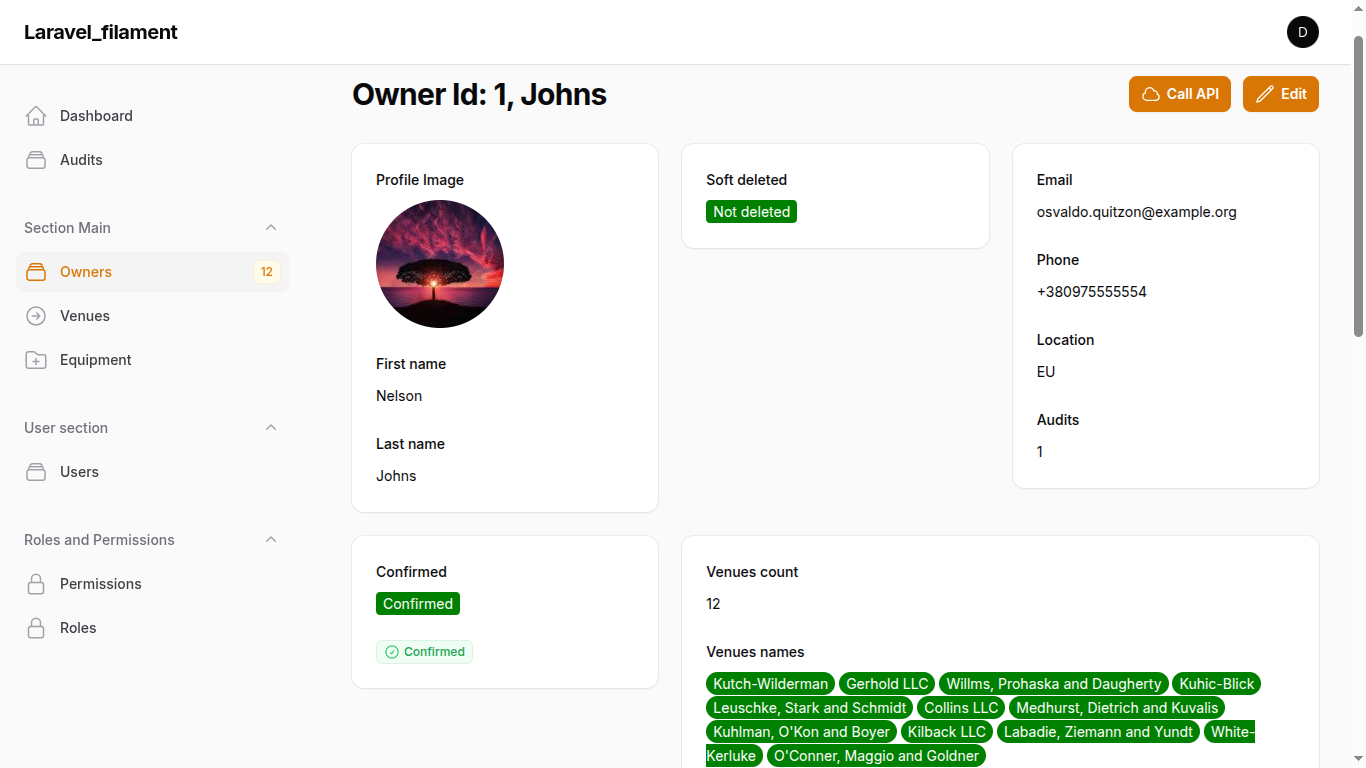 Laravel_filament
D
Dashboard
Audits
Section Main
Owners
12
Venues
Equipment
User section
Users
Roles and Permissions
Permissions
Roles
Owner Id: 1, Johns
Call API
Edit
Profile Image
First name
Nelson
Last name
Johns
Soft deleted
Not deleted
Email
osvaldo.quitzon@example.org
Phone
+380975555554
Location
EU
Audits
1
Confirmed
Confirmed
Confirmed
Venues count
12
Venues names
Kutch-Wilderman Gerhold LLC Willms, Prohaska and Daugherty Kuhic-Blick
Leuschke, Stark and Schmidt Collins LLC Medhurst, Dietrich and Kuvalis
Kuhlman, O'Kon and Boyer Kilback LLC Labadie, Ziemann and Yundt White-
Kerluke O'Conner, Maggio and Goldner